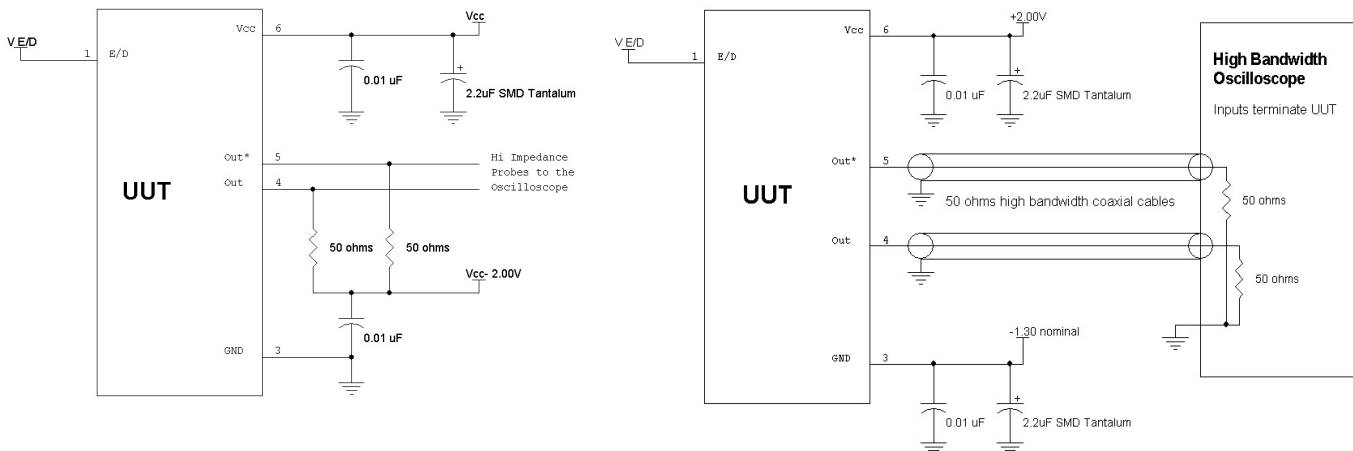 Vcc
Vcc
6
V E/D
1
E/D
0.01 uF
2.2uF SMD Tantalum
+
Out*
5
Hi Impedance
Probes to the
Oscilloscope
Out
4
UUT
50 ohms
50 ohms
Vcc- 2.00V
0.01 uF
GND
3
+2.00V
Vcc
6
V E/D
1
E/D
+
0.01 uF
2.2uF SMD Tantalum
High Bandwidth
Oscilloscope
Inputs terminate UUT
Out*
5
UUT
50 ohms high bandwidth coaxial cables
50 ohms
Out
4
50 ohms
-1.30 nominal
GND
3
+
0.01 uF
2.2uF SMD Tantalum